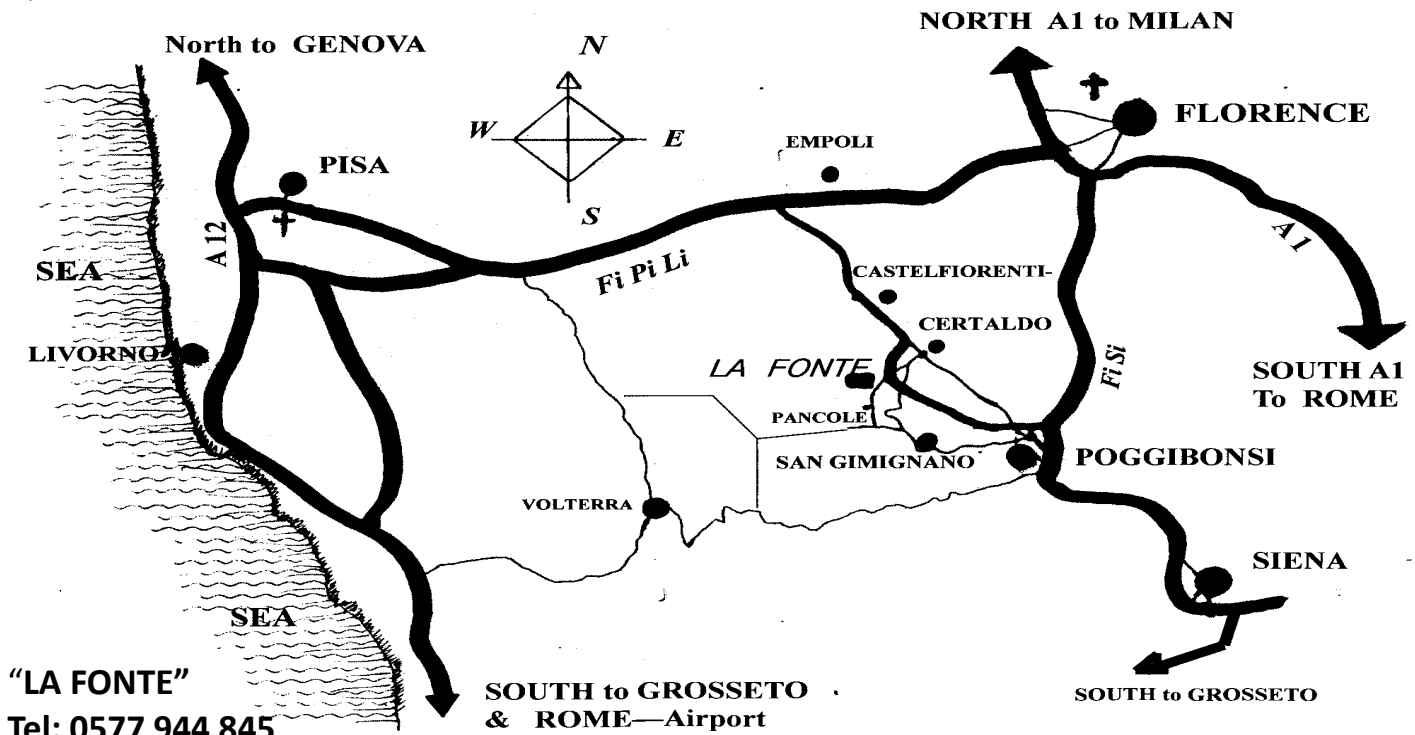 NORTH A1 to MILAN
North to GENOVA
N
FLORENCE
W
E
EMPOLI
PISA
S
A 12
A 1
Fi Pi Li
SEA
CASTELFIORENTI-
CERTALDO
LIVORNO
LA FONTE
Fi Si
SOUTH A1
To ROME
PANCOLE
SAN GIMIGNANO
POGGIBONSI
VOLTERRA
SIENA
SEA
"LA FONTE"
SOUTH to GROSSETO
& ROME—Airport
SOUTH to GROSSETO
Tel: 0577 944 845